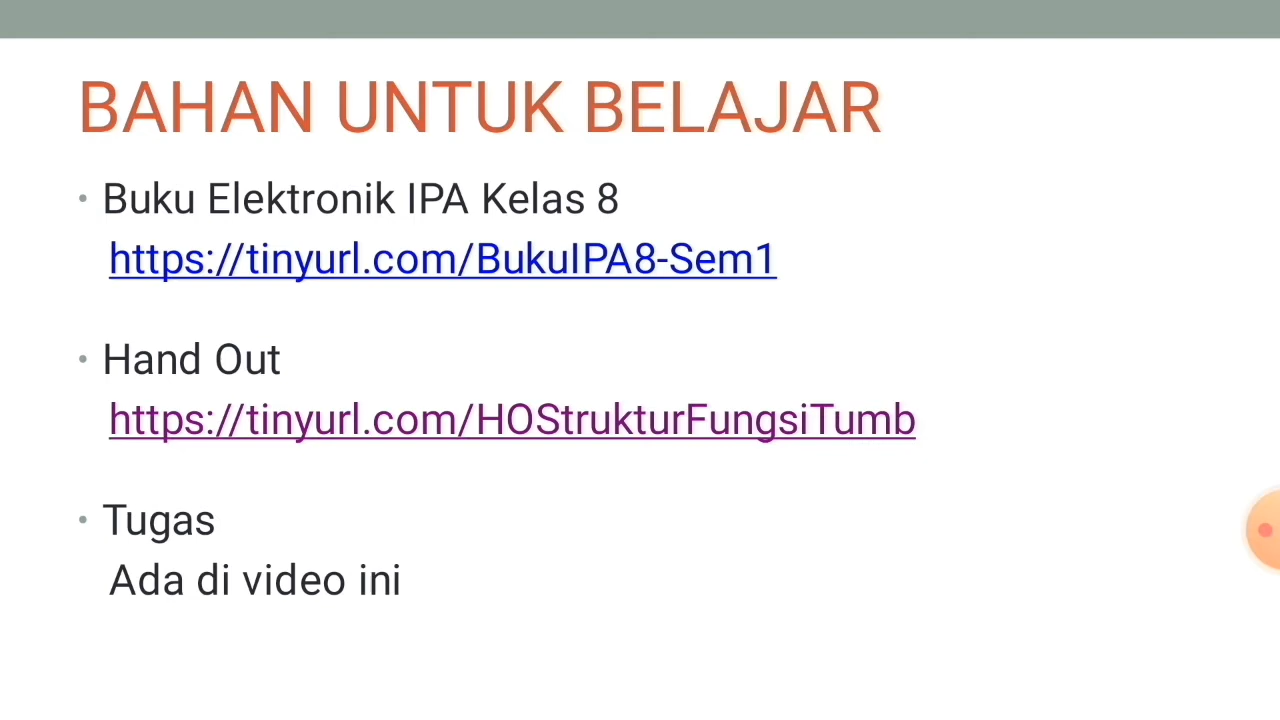 BAHAN UNTUK BELAJAR
• Buku Elektronik IPA Kelas 8
https://tinyurl.com/BukuIPA8-Sem1
• Hand Out
https://tinyurl.com/HOStrukturFungsiTumb
• Tugas
Ada di video ini